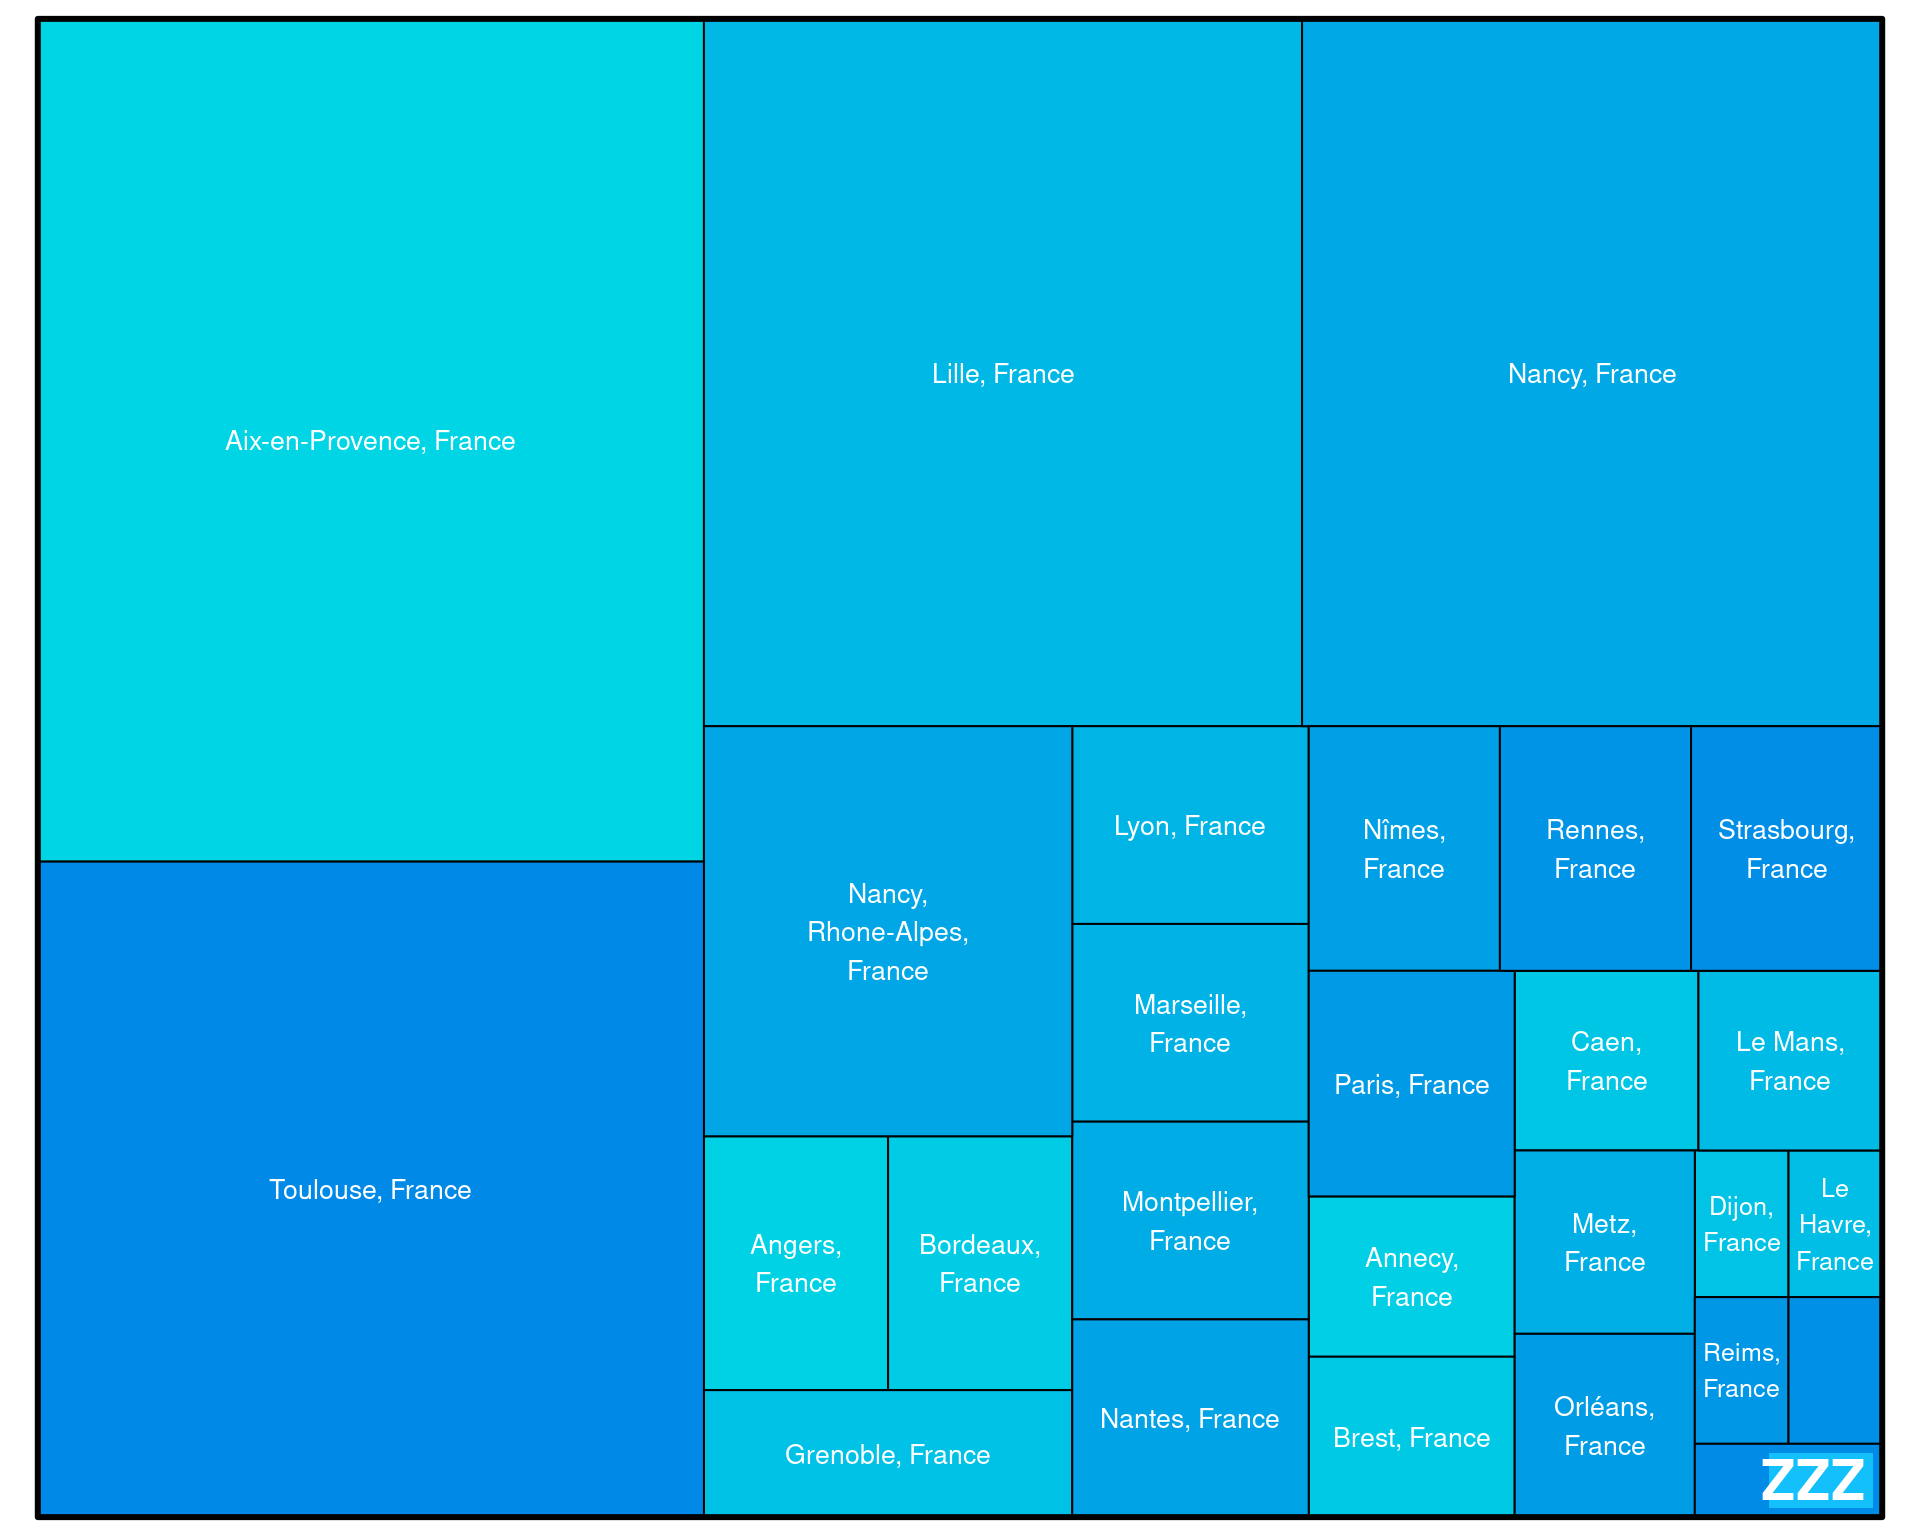 Aix-en-Provence, France
Lille, France
Nancy, France
Toulouse, France
Nancy,
Rhone-Alpes,
France
Lyon, France
Marseille,
France
Montpellier,
France
Nantes, France
Angers,
France
Bordeaux,
France
Grenoble, France
Nîmes,
France
Rennes,
France
Strasbourg,
France
Paris, France
Caen,
France
Le Mans,
France
Annecy,
France
Brest, France
Metz,
France
Orléans,
France
Dijon,
France
Le
Havre,
France
Reims,
France
ZZZ